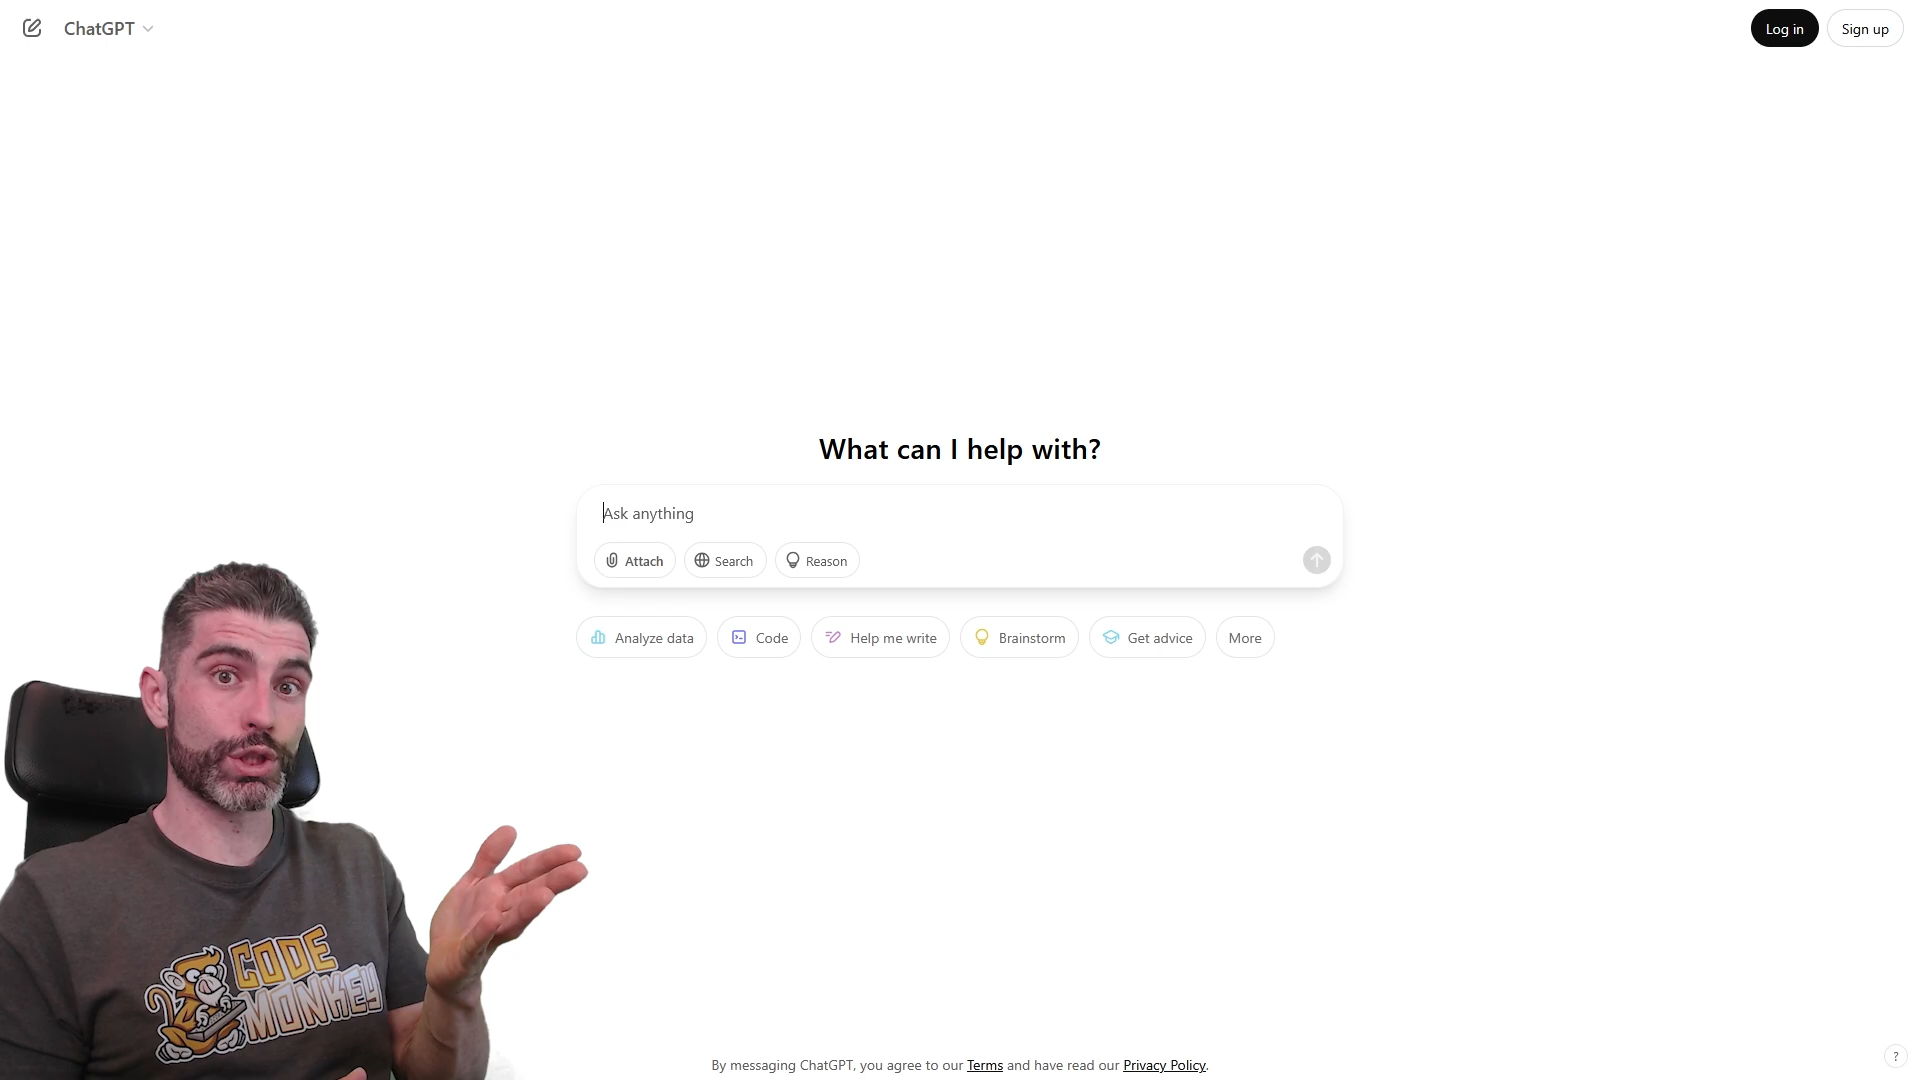 ChatGPT
Log in
Sign up
What can I help with?
Ask anything
Attach
Search
Reason
Analyze data
Code
Help me write
Brainstorm
Get advice
More
CODE
MONKEY
By messaging ChatGPT, you agree to our Terms and have read our Privacy Policy.
?